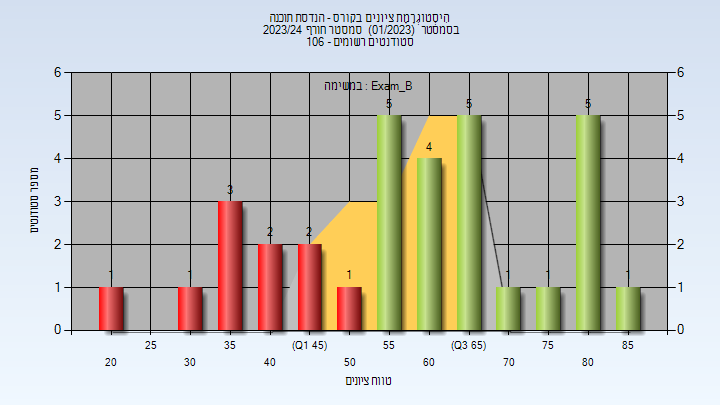 היסטוגרמת ציונים בקורס - הנדסת תוכנה
בסמסטר (01/2023) סמסטר חורף 2023/24
סטודנטים רשומים - 106
במשימה : Exam_B
מספר סטודנטים
6 6
5 5
4 4
3 3
2 2
1 1
0 0
1 1 3 2 2 1 5 4 5 1 1 5 1
25 35 (Q1 45) 55 (Q3 65) 75 85
20 30 40 50 60 70 80
טווח ציונים